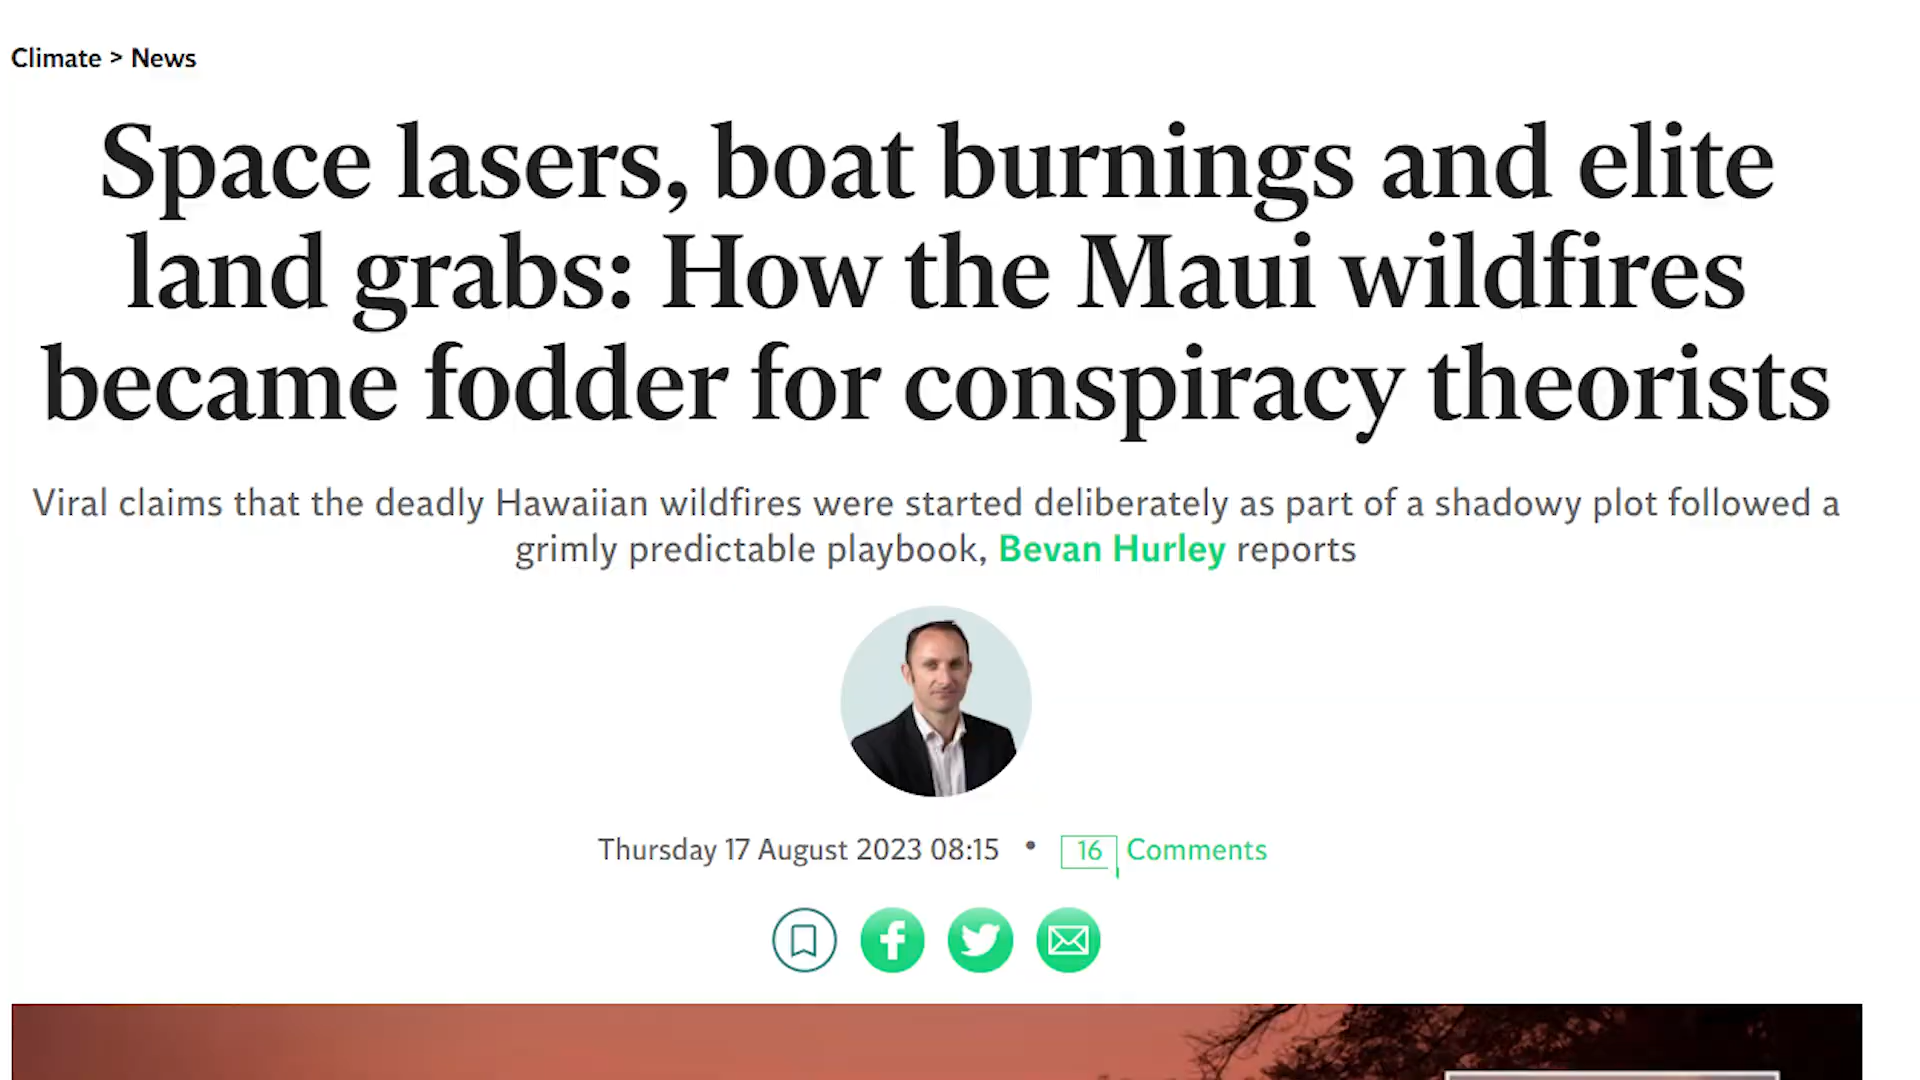 Climate > News
Space lasers, boat burnings and elite
land grabs: How the Maui wildfires
became fodder for conspiracy theorists
Viral claims that the deadly Hawaiian wildfires were started deliberately as part of a shadowy plot followed a
grimly predictable playbook, Bevan Hurley reports
Thursday 17 August 2023 08:15 • 16 Comments